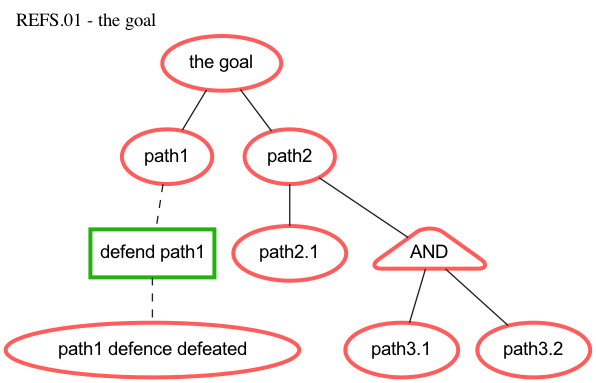 REFS.01 - the goal
the goal
path1
path2
defend path1
path2.1
AND
path1 defence defeated
path3.1
path3.2